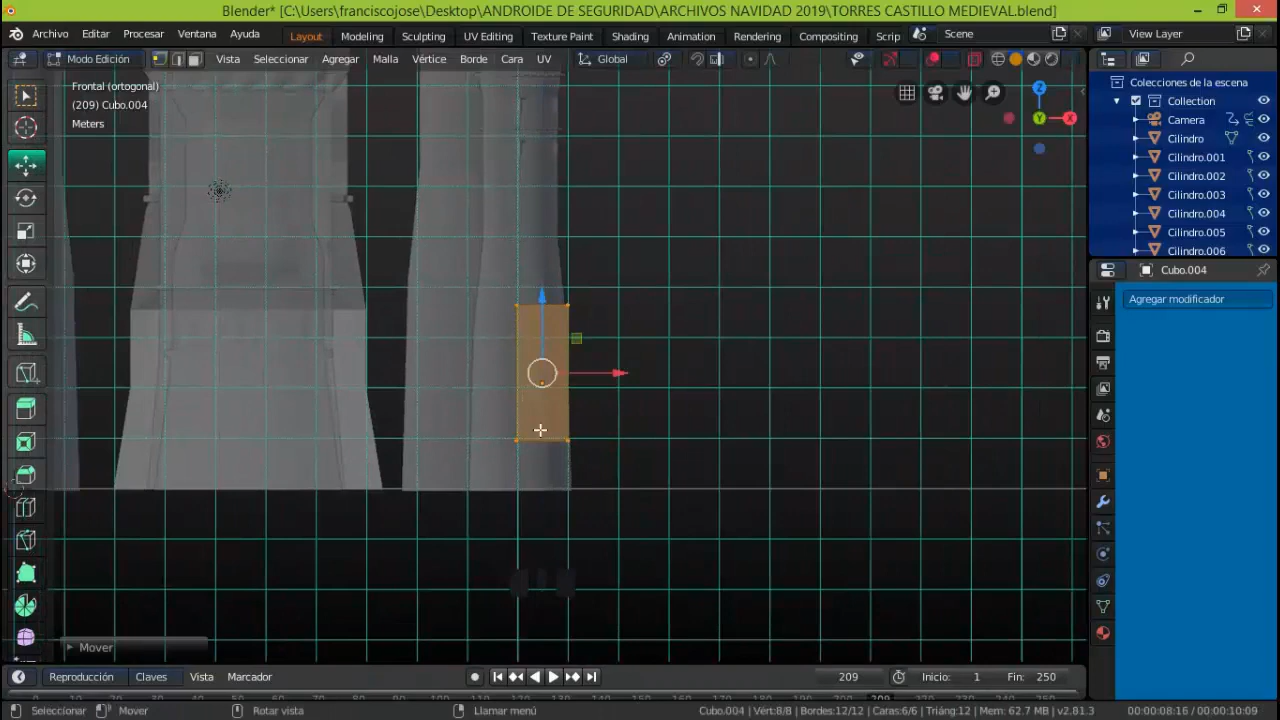 Blender* [C:\Users\franciscojose\Desktop\ANDROIDE DE SEGURIDAD\ARCHIVOS NAVIDAD 2019\TORRES CASTILLO MEDIEVAL.blend]
Archivo Editar Procesar Ventana Ayuda Layout Modeling Sculpting UV Editing Texture Paint Shading Animation Rendering Compositing Scrip Scene View Layer
Modo Edición Vista Seleccionar Agregar Malla Vértice Borde Cara UV Global
Frontal (ortogonal)
(209) Cubo.004
Meters
Z
Y
X
Colecciones de la escena
Collection
Camera
Cilindro
Cilindro.001
Cilindro.002
Cilindro.003
Cilindro.004
Cilindro.005
Cilindro.006
Cubo.004
Agregar modificador
Mover
Reproducción Claves Vista Marcador 209 Inicio: 1 Fin: 250
Seleccionar Mover Rotar vista Llamar menú Cubo.004 | Vért:8/8 | Bordes:12/12 | Caras:6/6 | Triáng:12 | Mem: 62.7 MB | v2.81.3
00:00:08:16 / 00:00:10:09